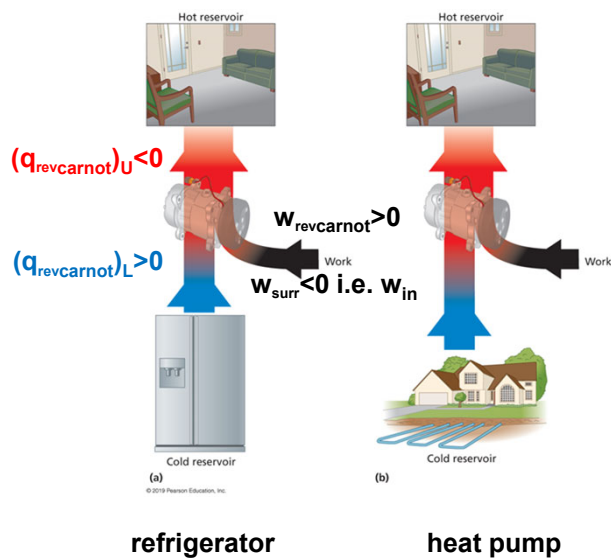 Hot reservoir
Hot reservoir
(qrevcarnot)U<0
wrevcarnot>0
(qrevcarnot)L>0
Work
Work
wsurr<0 i.e. win
Cold reservoir
Cold reservoir
(a)
(b)
© 2019 Pearson Education, Inc.
refrigerator
heat pump